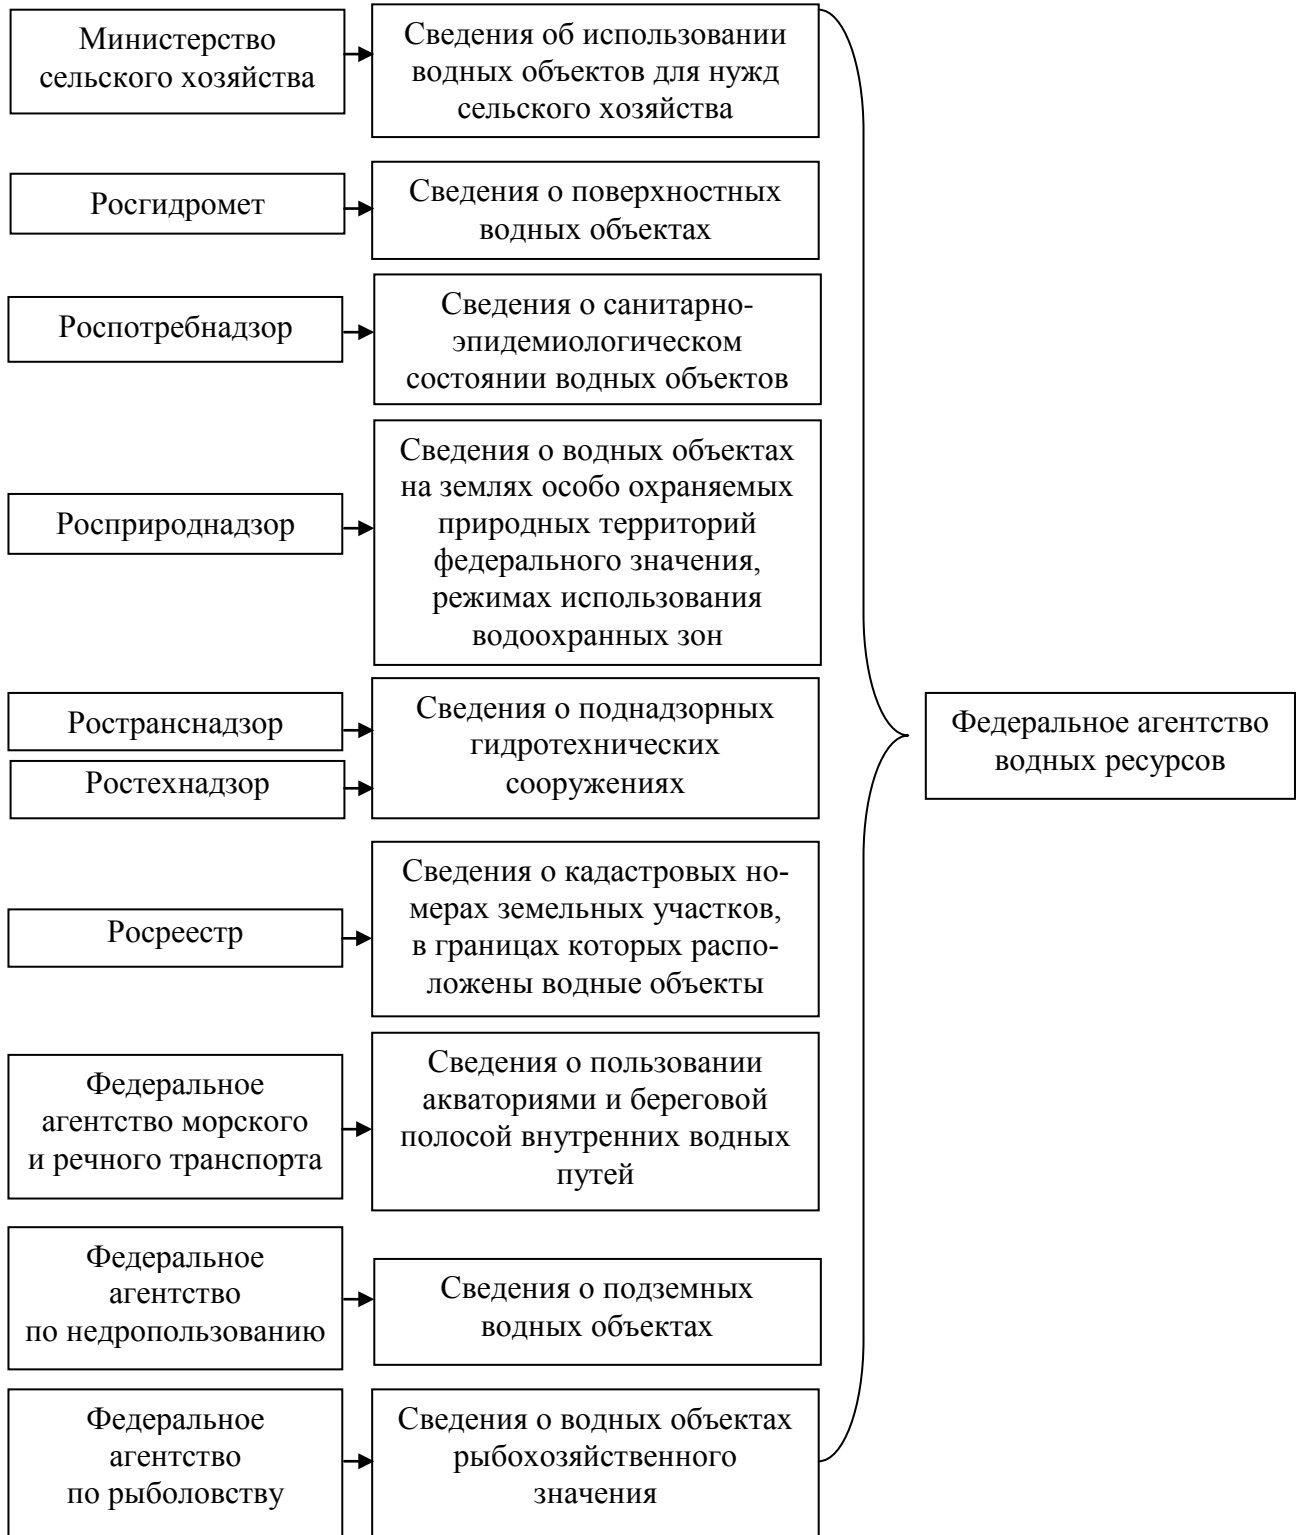 Министерство
сельского хозяйства
Сведения об использовании
водных объектов для нужд
сельского хозяйства
Росгидромет
Сведения о поверхностных
водных объектах
Роспотребнадзор
Сведения о санитарно-
эпидемиологическом
состоянии водных объектов
Росприроднадзор
Сведения о водных объектах
на землях особо охраняемых
природных территорий
федерального значения,
режимах использования
водоохранных зон
Ространснадзор
Ростехнадзор
Сведения о поднадзорных
гидротехнических
сооружениях
Федеральное агентство
водных ресурсов
Росреестр
Сведения о кадастровых но-
мерах земельных участков,
в границах которых распо-
ложены водные объекты
Федеральное
агентство морского
и речного транспорта
Сведения о пользовании
акваториями и береговой
полосой внутренних водных
путей
Федеральное
агентство
по недропользованию
Сведения о подземных
водных объектах
Федеральное
агентство
по рыболовству
Сведения о водных объектах
рыбохозяйственного
значения